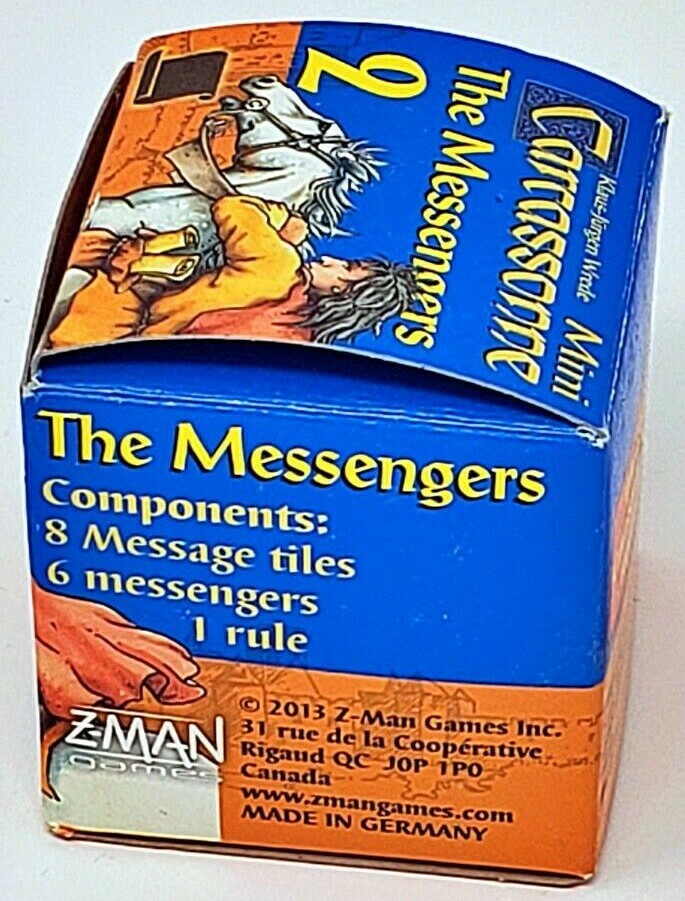 Klaus-Jürgen Wrede
Mini
Carcassonne
The Messengers
2
The Messengers
Components:
8 Message tiles
6 messengers
1 rule
Z-MAN
games
© 2013 Z-Man Games Inc.
31 rue de la Coopérative
Rigaud QC J0P 1P0
Canada
www.zmangames.com
MADE IN GERMANY